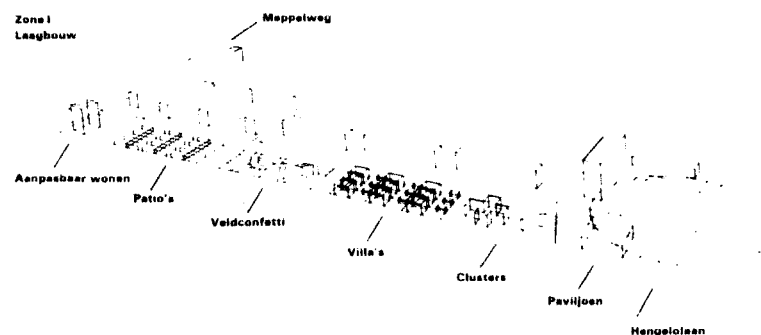 Zone I
Laagbouw
Meppelweg
Aanpasbaar wonen
Patio's
Veldconfetti
Villa's
Clusters
Paviljoen
Hengelolaan